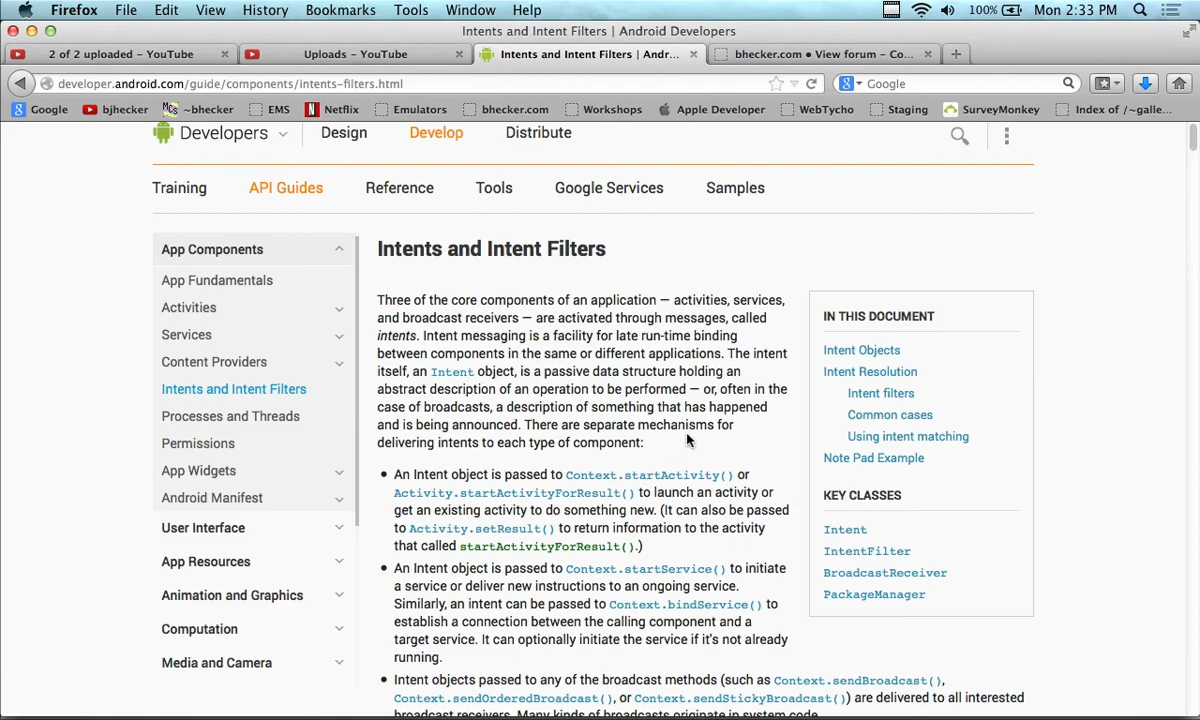 Firefox File Edit View History Bookmarks Tools Window Help 100% Mon 2:33 PM
Intents and Intent Filters | Android Developers
2 of 2 uploaded - YouTube × Uploads - YouTube × Intents and Intent Filters | Andr... × bhecker.com • View forum - Co... × +
developer.android.com/guide/components/intents-filters.html Google
Google bjhecker ~bhecker EMS Netflix Emulators bhecker.com Workshops Apple Developer WebTycho Staging SurveyMonkey Index of /~galle...
Developers Design Develop Distribute
Training API Guides Reference Tools Google Services Samples
App Components
App Fundamentals
Activities
Services
Content Providers
Intents and Intent Filters
Processes and Threads
Permissions
App Widgets
Android Manifest
User Interface
App Resources
Animation and Graphics
Computation
Media and Camera
Intents and Intent Filters
Three of the core components of an application — activities, services,
and broadcast receivers — are activated through messages, called
intents. Intent messaging is a facility for late run-time binding
between components in the same or different applications. The intent
itself, an Intent object, is a passive data structure holding an
abstract description of an operation to be performed — or, often in the
case of broadcasts, a description of something that has happened
and is being announced. There are separate mechanisms for
delivering intents to each type of component:
• An Intent object is passed to Context.startActivity() or
Activity.startActivityForResult() to launch an activity or
get an existing activity to do something new. (It can also be passed
to Activity.setResult() to return information to the activity
that called startActivityForResult().)
• An Intent object is passed to Context.startService() to initiate
a service or deliver new instructions to an ongoing service.
Similarly, an intent can be passed to Context.bindService() to
establish a connection between the calling component and a
target service. It can optionally initiate the service if it's not already
running.
• Intent objects passed to any of the broadcast methods (such as Context.sendBroadcast(),
Context.sendOrderedBroadcast(), or Context.sendStickyBroadcast()) are delivered to all interested
broadcast receivers. Many kinds of broadcasts originate in system code.
IN THIS DOCUMENT
Intent Objects
Intent Resolution
Intent filters
Common cases
Using intent matching
Note Pad Example
KEY CLASSES
Intent
IntentFilter
BroadcastReceiver
PackageManager